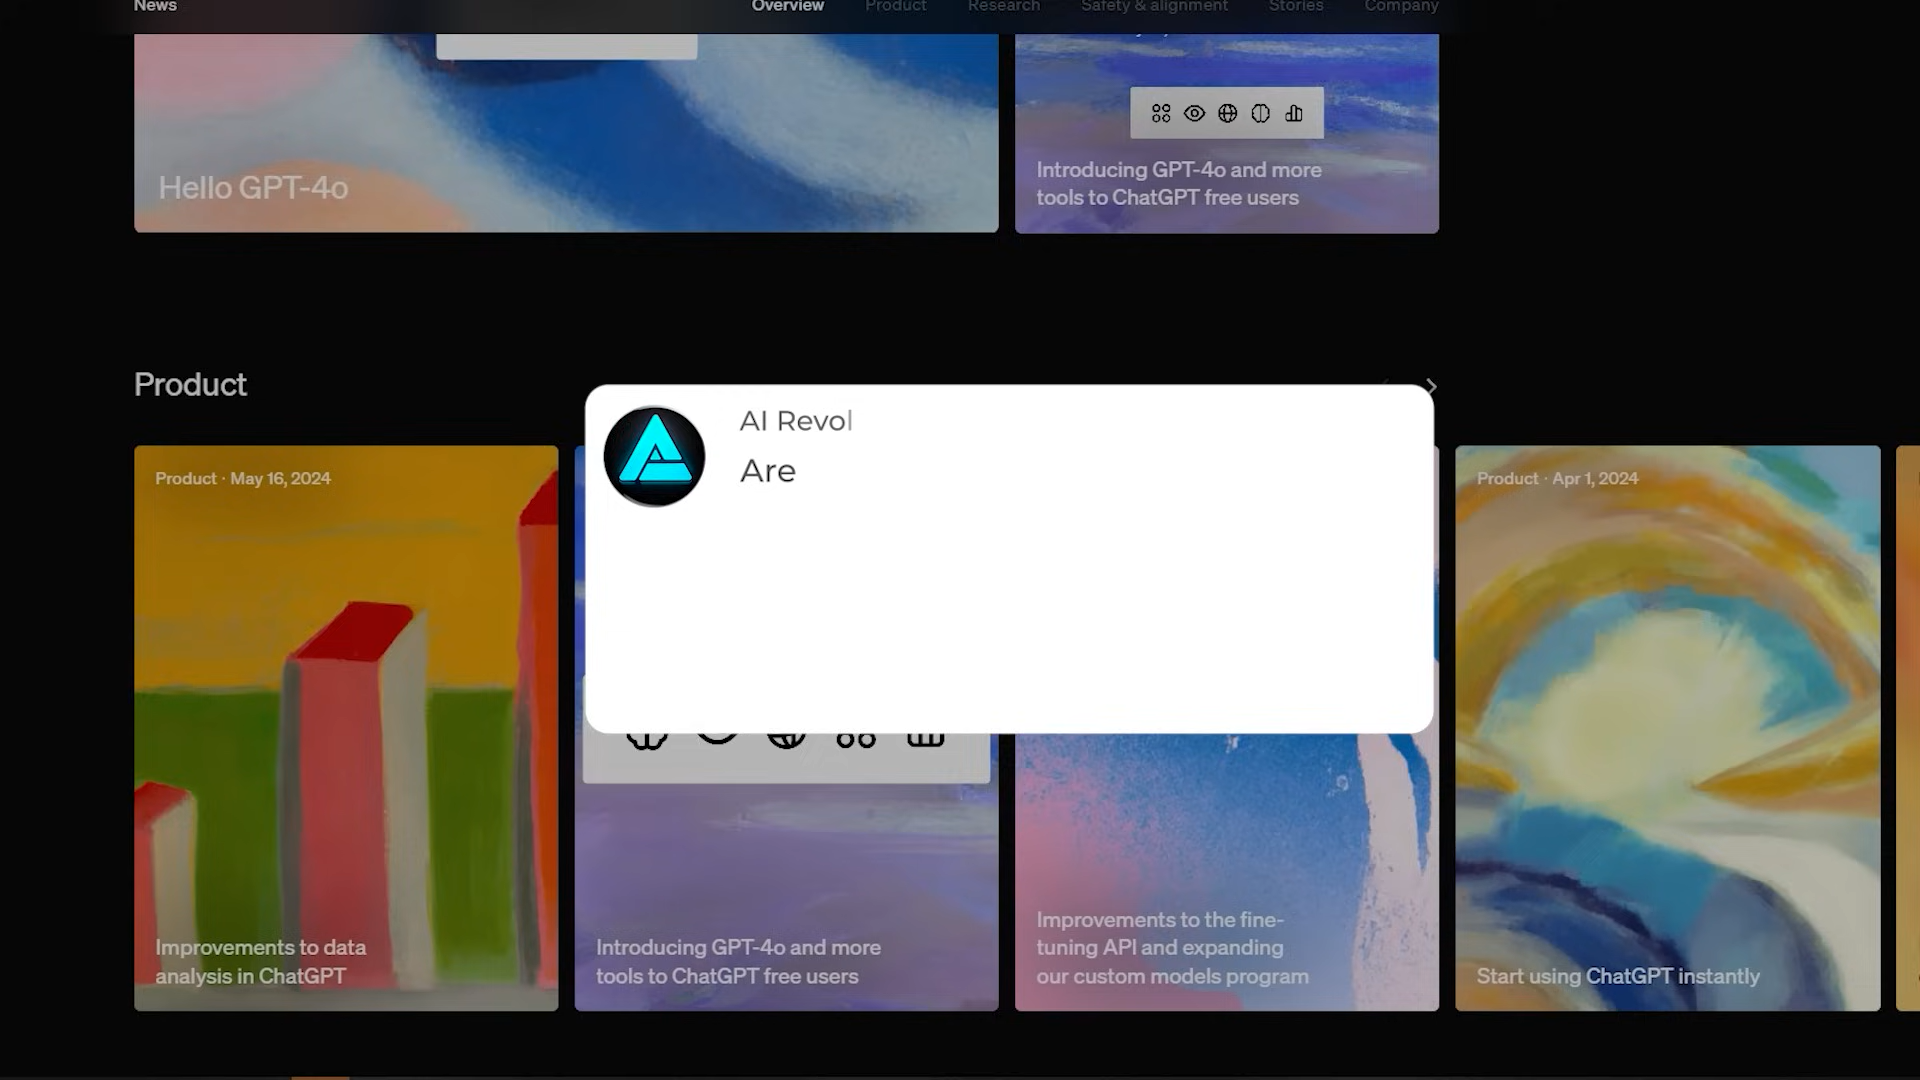 News
Overview
Product
Research
Safety & alignment
Stories
Company
Hello GPT-4o
Introducing GPT-4o and more
tools to ChatGPT free users
Product
AI Revol
Are
Product · May 16, 2024
Improvements to data
analysis in ChatGPT
Introducing GPT-4o and more
tools to ChatGPT free users
Improvements to the fine-
tuning API and expanding
our custom models program
Product · Apr 1, 2024
Start using ChatGPT instantly